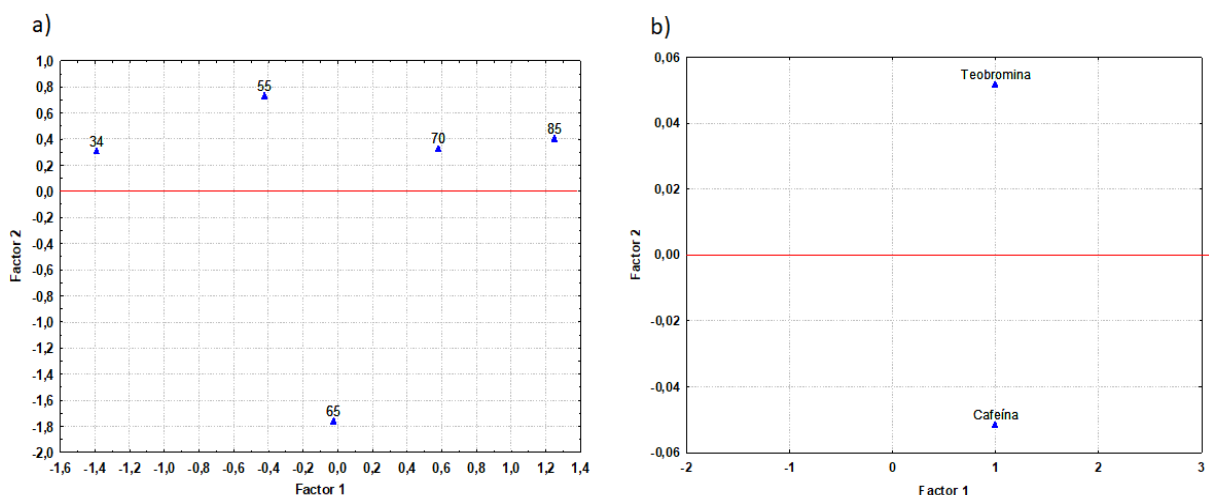 a)
1,0
0,8
0,6
0,4
0,2
0,0
-0,2
-0,4
-0,6
-0,8
-1,0
-1,2
-1,4
-1,6
-1,8
-2,0
Factor 2
34
55
70
85
65
-1,6 -1,4 -1,2 -1,0 -0,8 -0,6 -0,4 -0,2 0,0 0,2 0,4 0,6 0,8 1,0 1,2 1,4
Factor 1
b)
0,06
0,04
0,02
0,00
-0,02
-0,04
-0,06
Factor 2
Teobromina
Cafeína
-2 -1 0 1 2 3
Factor 1